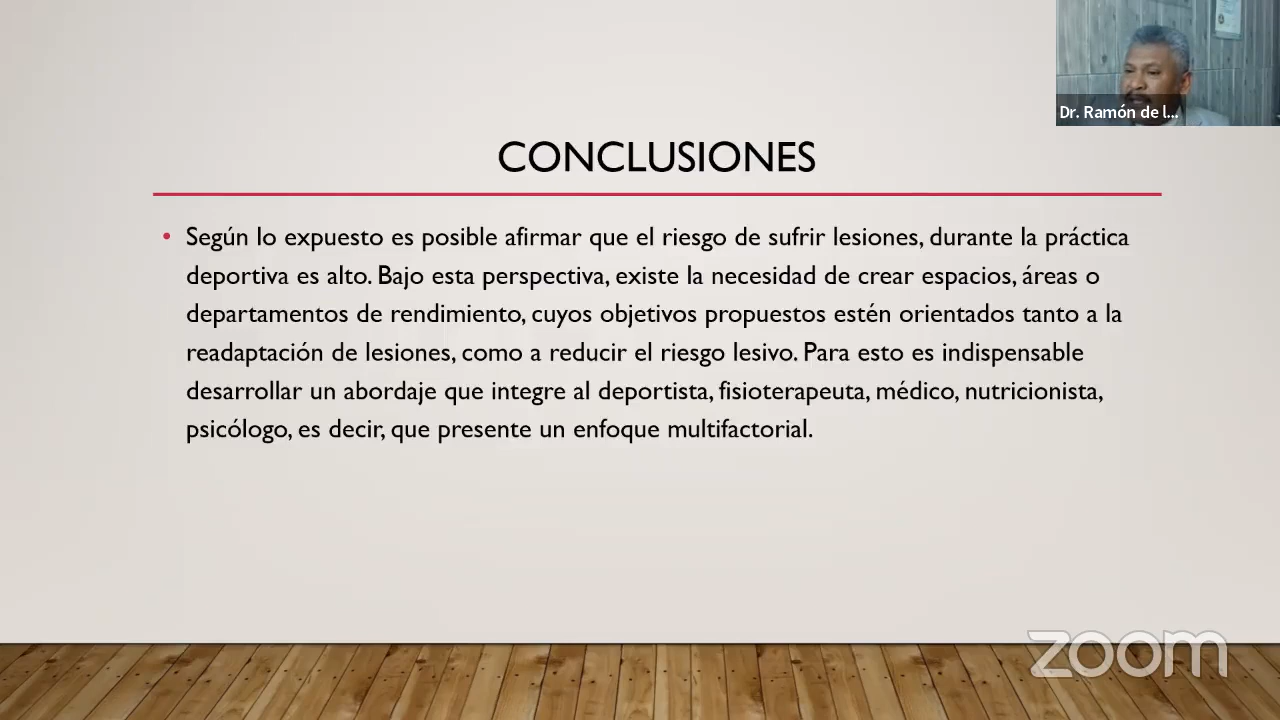 Dr. Ramón de l...
CONCLUSIONES
• Según lo expuesto es posible afirmar que el riesgo de sufrir lesiones, durante la práctica
deportiva es alto. Bajo esta perspectiva, existe la necesidad de crear espacios, áreas o
departamentos de rendimiento, cuyos objetivos propuestos estén orientados tanto a la
readaptación de lesiones, como a reducir el riesgo lesivo. Para esto es indispensable
desarrollar un abordaje que integre al deportista, fisioterapeuta, médico, nutricionista,
psicólogo, es decir, que presente un enfoque multifactorial.
zoom